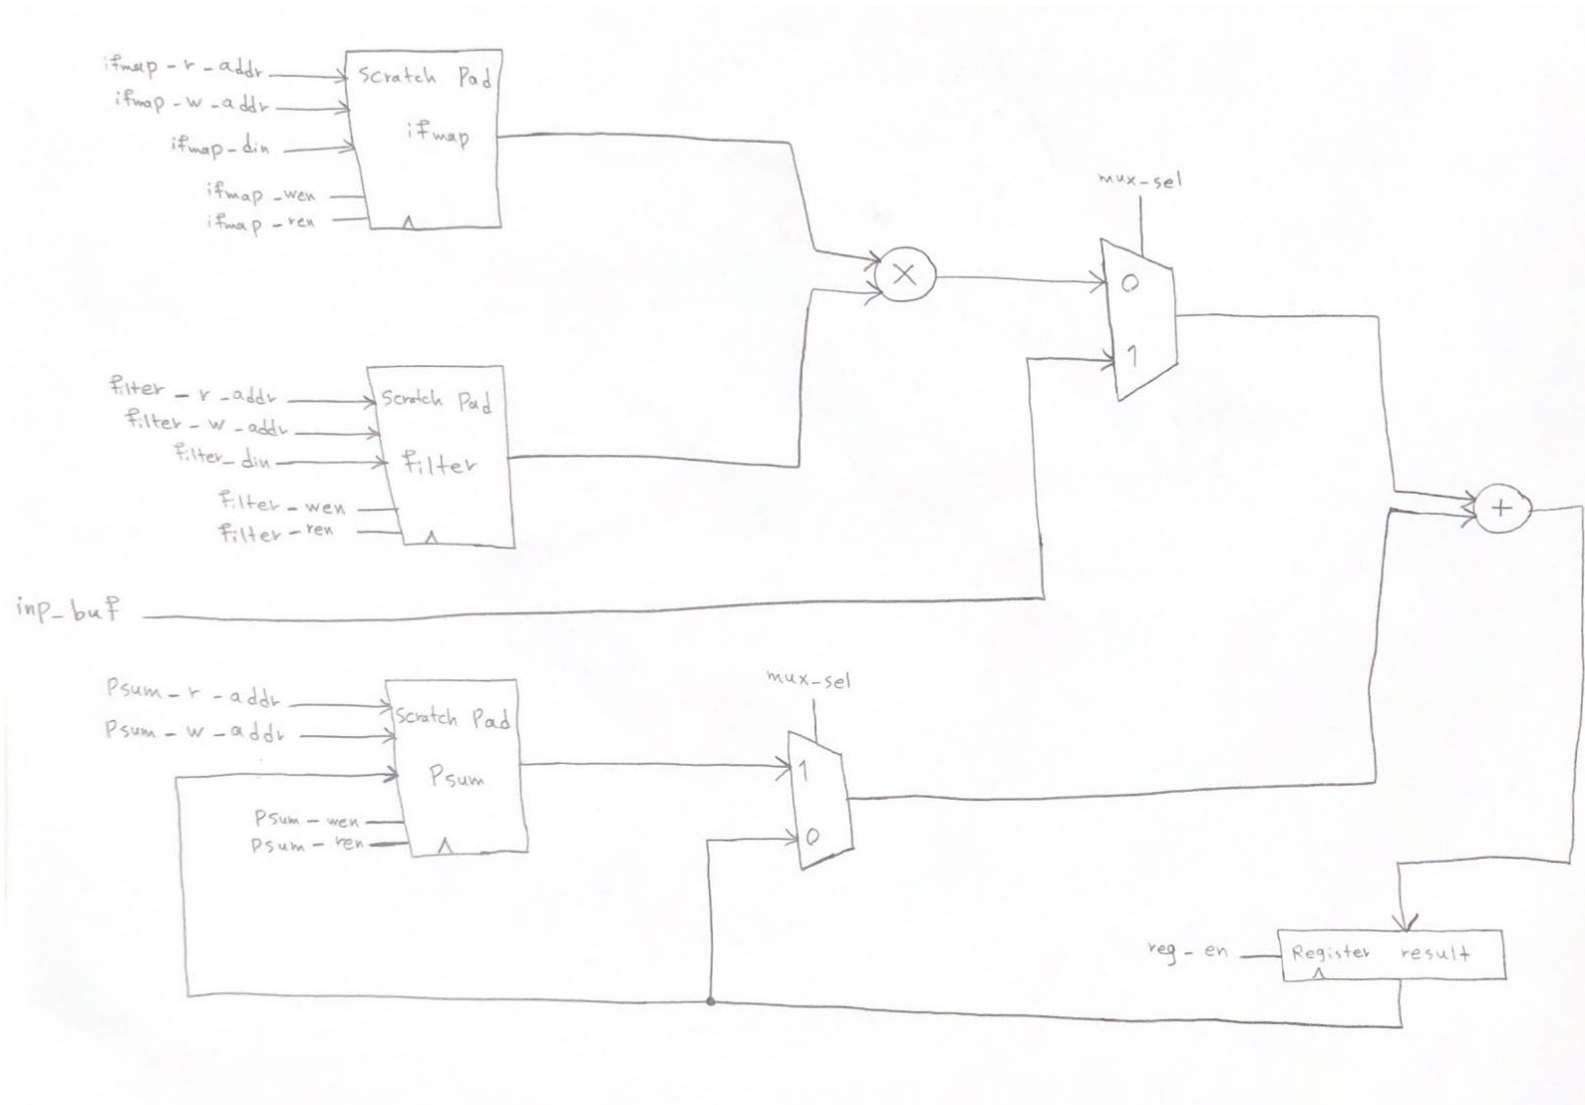 ifmap-r-addr
ifmap-w-addr
ifmap-din
ifmap-wen
ifmap-ren
Scratch Pad
ifmap
mux-sel
×
0
1
filter-r-addr
filter-w-addr
filter-din
filter-wen
filter-ren
Scratch Pad
filter
+
inp-buf
Psum-r-addr
Psum-w-addr
Psum-wen
Psum-ren
Scratch Pad
Psum
mux-sel
1
0
reg-en
Register result